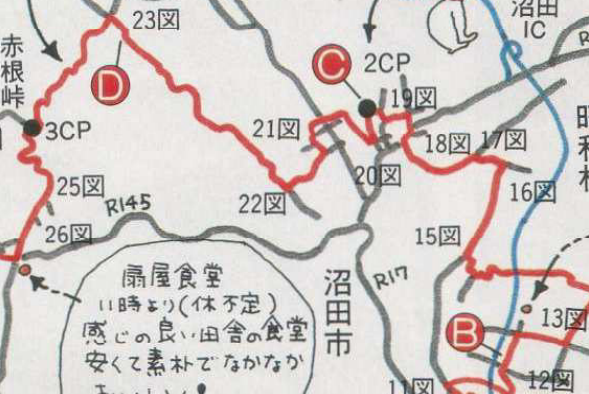 23図
沼田
IC
赤根峠
2CP
C
D
19図
3CP
21図
18図
17図
20図
25図
22図
16図
R145
26図
15図
沼田市
R17
扇屋食堂
11時より(休不定)
感じの良い田舎の食堂
安くて素朴でなかなか
13図
B
11図
12図